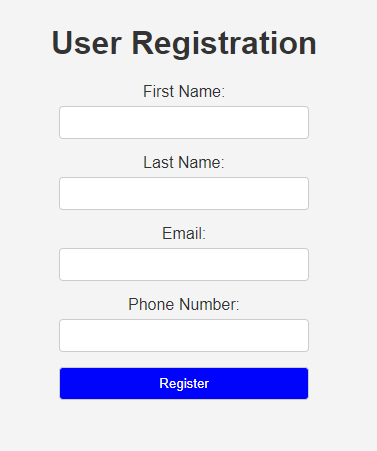 User Registration
First Name:
Last Name:
Email:
Phone Number:
Register